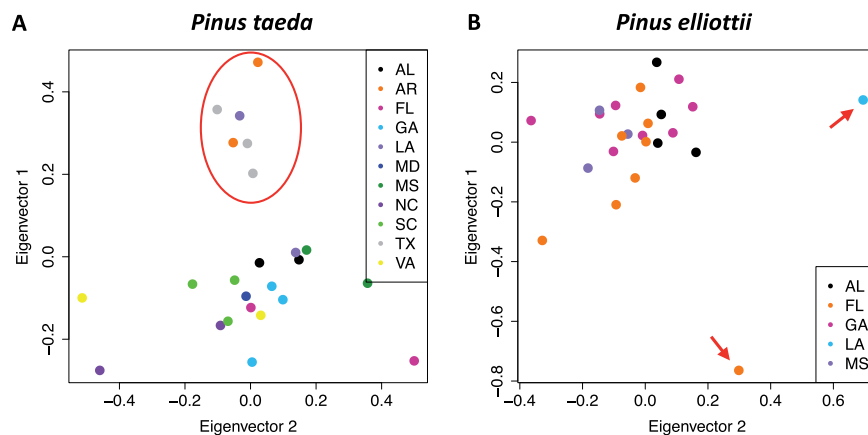 A
Pinus taeda
Eigenvector 1
0.4
0.2
0.0
−0.2
−0.4
−0.2
0.0
0.2
0.4
Eigenvector 2
AL
AR
FL
GA
LA
MD
MS
NC
SC
TX
VA
B
Pinus elliottii
Eigenvector 1
0.2
0.0
−0.2
−0.4
−0.6
−0.8
−0.4
−0.2
0.0
0.2
0.4
0.6
Eigenvector 2
AL
FL
GA
LA
MS